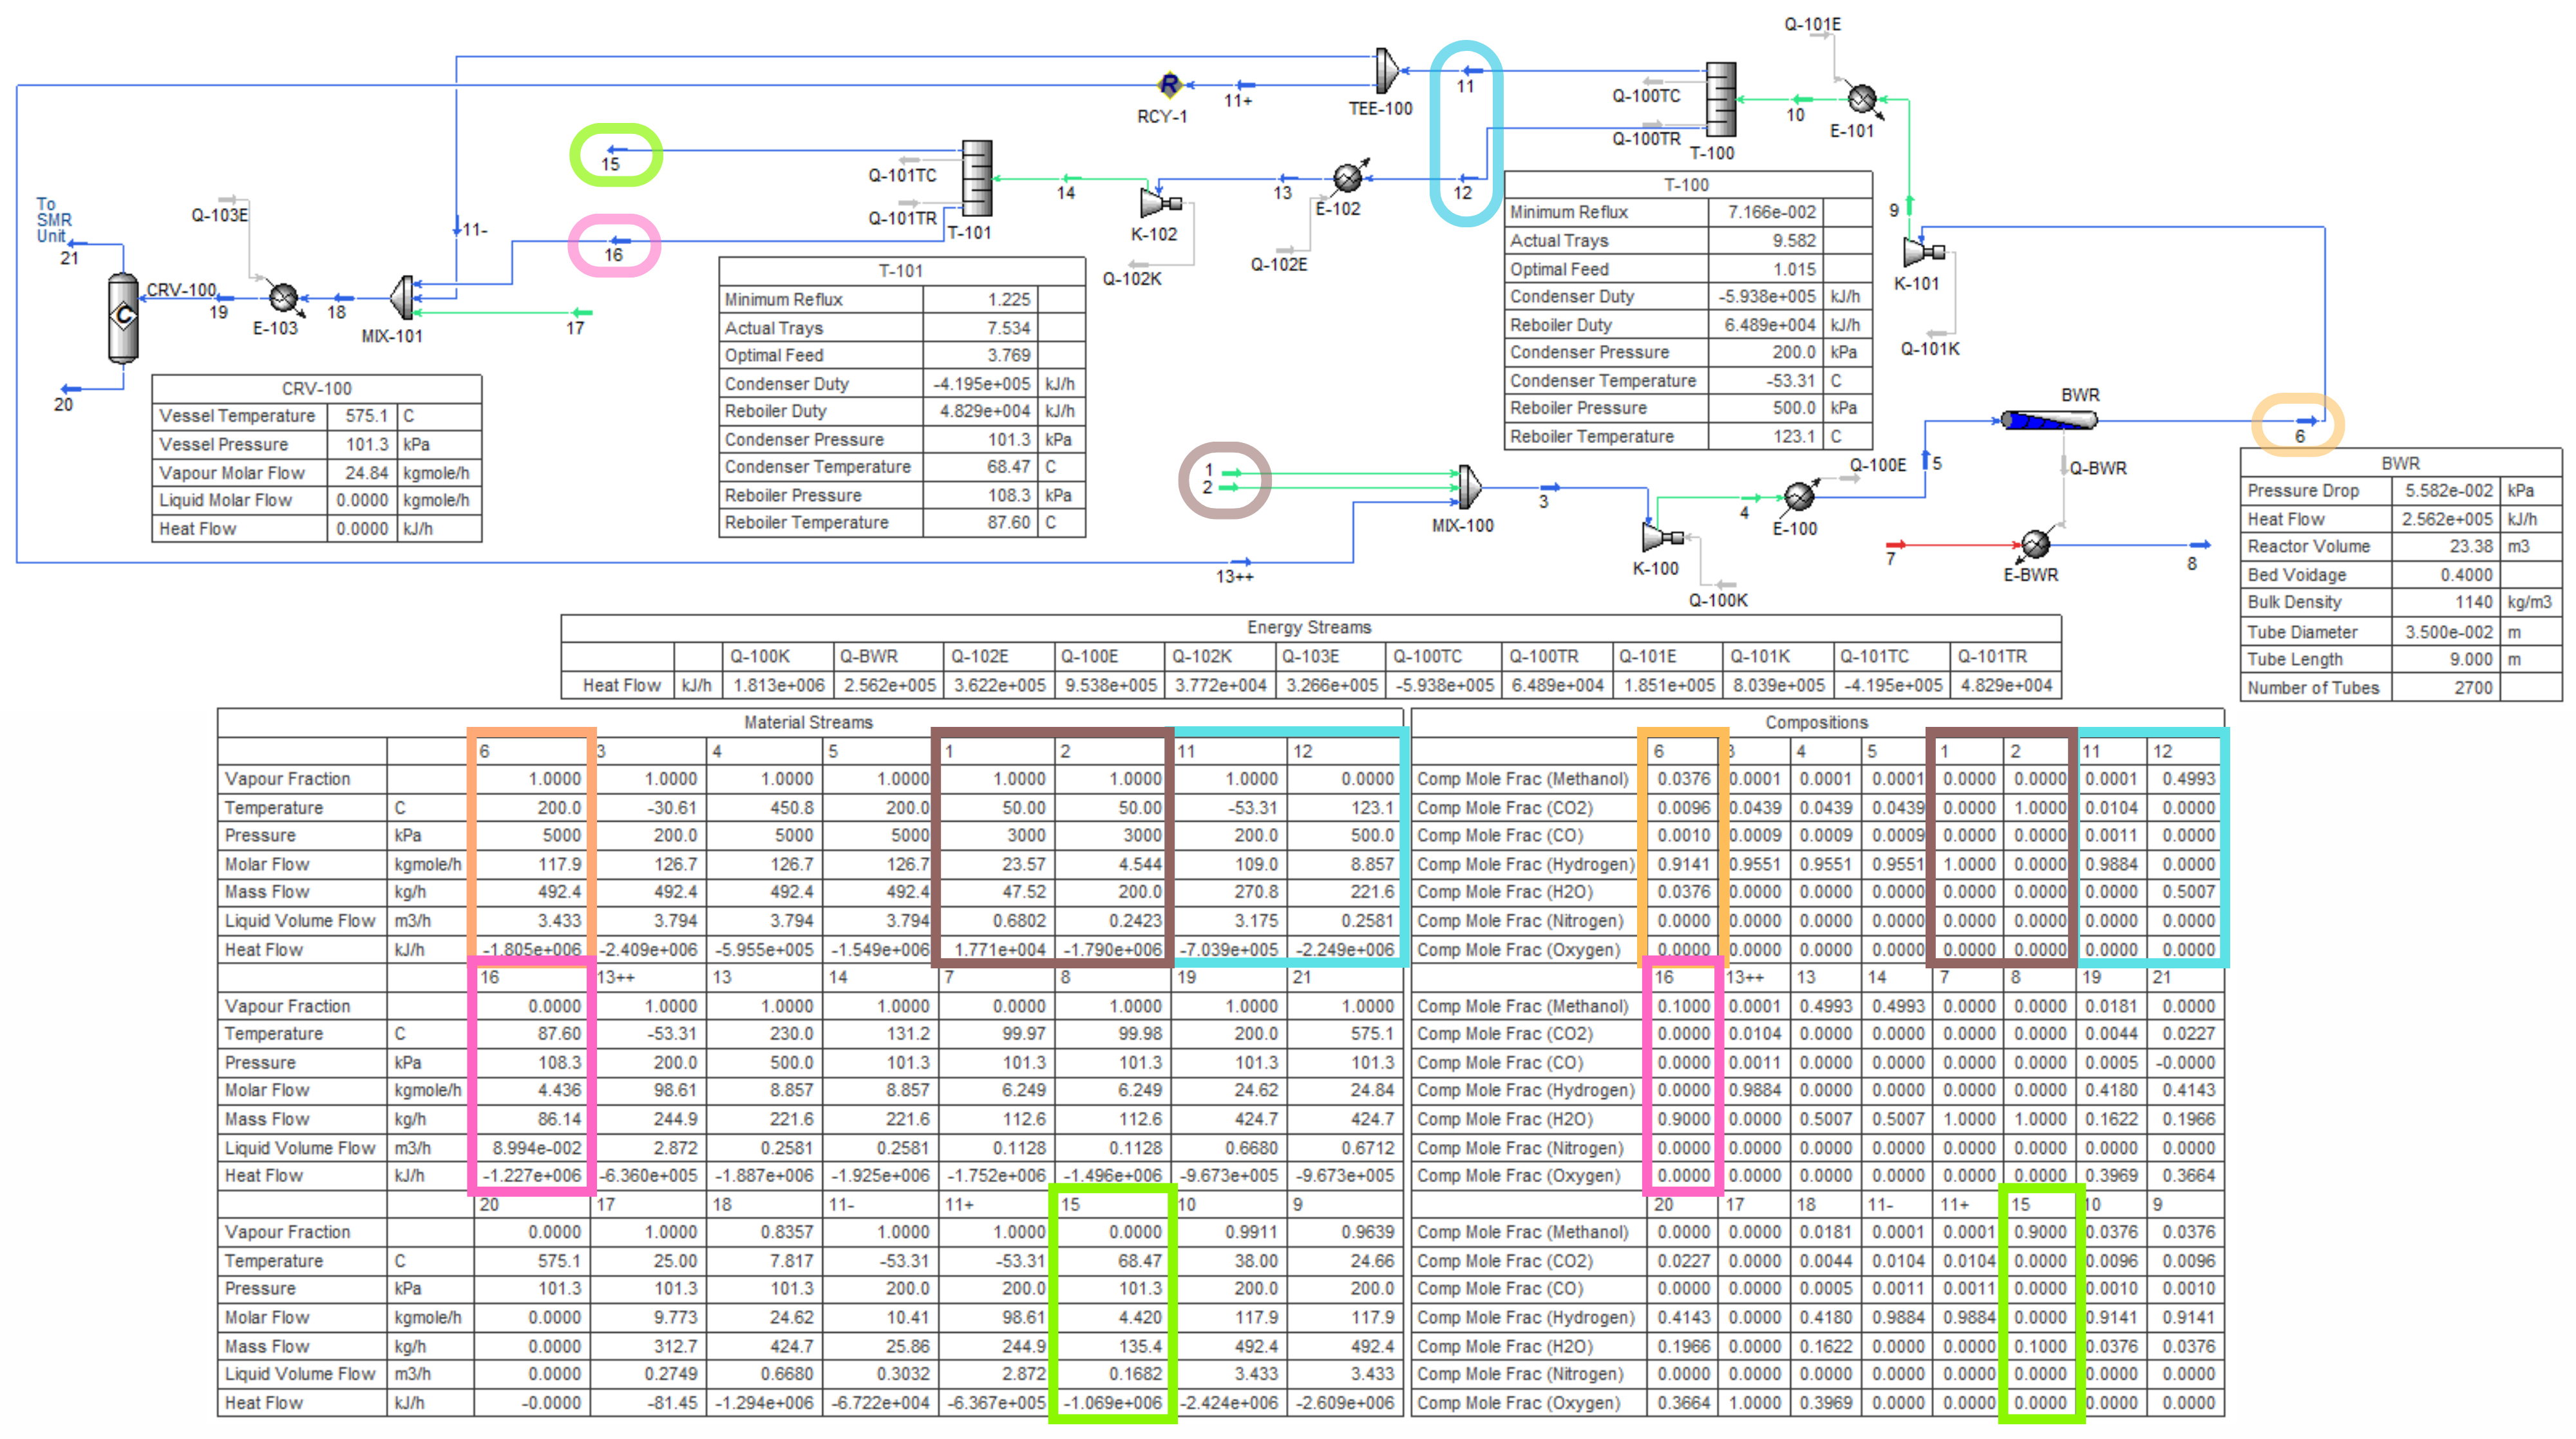 Q-101E
11
TEE-100
RCY-1
11+
Q-100TC
Q-100TR
T-100
10
E-101
15
Q-101TC
Q-101TR
T-101
14
K-102
13
E-102
12
Q-102E
Q-102K
9
K-101
Q-101K
To
SMR
Unit
21
Q-103E
11-
16
CRV-100
C
19
E-103
18
MIX-101
17
20
T-100
Minimum Reflux 7.166e-002
Actual Trays 9.582
Optimal Feed 1.015
Condenser Duty -5.938e+005 kJ/h
Reboiler Duty 6.489e+004 kJ/h
Condenser Pressure 200.0 kPa
Condenser Temperature -53.31 C
Reboiler Pressure 500.0 kPa
Reboiler Temperature 123.1 C
T-101
Minimum Reflux 1.225
Actual Trays 7.534
Optimal Feed 3.769
Condenser Duty -4.195e+005 kJ/h
Reboiler Duty 4.829e+004 kJ/h
Condenser Pressure 101.3 kPa
Condenser Temperature 68.47 C
Reboiler Pressure 108.3 kPa
Reboiler Temperature 87.60 C
CRV-100
Vessel Temperature 575.1 C
Vessel Pressure 101.3 kPa
Vapour Molar Flow 24.84 kgmole/h
Liquid Molar Flow 0.0000 kgmole/h
Heat Flow 0.0000 kJ/h
1
2
MIX-100
3
13++
K-100
Q-100K
4
E-100
Q-100E
5
BWR
6
Q-BWR
7
E-BWR
8
BWR
Pressure Drop 5.582e-002 kPa
Heat Flow 2.562e+005 kJ/h
Reactor Volume 23.38 m3
Bed Voidage 0.4000
Bulk Density 1140 kg/m3
Tube Diameter 3.500e-002 m
Tube Length 9.000 m
Number of Tubes 2700
Energy Streams
Q-100K Q-BWR Q-102E Q-100E Q-102K Q-103E Q-100TC Q-100TR Q-101E Q-101K Q-101TC Q-101TR
Heat Flow kJ/h 1.813e+006 2.562e+005 3.622e+005 9.538e+005 3.772e+004 3.266e+005 -5.938e+005 6.489e+004 1.851e+005 8.039e+005 -4.195e+005 4.829e+004
Material Streams
6 3 4 5 1 2 11 12
Vapour Fraction 1.0000 1.0000 1.0000 1.0000 1.0000 1.0000 1.0000 0.0000
Temperature C 200.0 -30.61 450.8 200.0 50.00 50.00 -53.31 123.1
Pressure kPa 5000 200.0 5000 5000 3000 3000 200.0 500.0
Molar Flow kgmole/h 117.9 126.7 126.7 126.7 23.57 4.544 109.0 8.857
Mass Flow kg/h 492.4 492.4 492.4 492.4 47.52 200.0 270.8 221.6
Liquid Volume Flow m3/h 3.433 3.794 3.794 3.794 0.6802 0.2423 3.175 0.2581
Heat Flow kJ/h -1.805e+006 -2.409e+006 -5.955e+005 -1.549e+006 1.771e+004 -1.790e+006 -7.039e+005 -2.249e+006
16 13++ 13 14 7 8 19 21
Vapour Fraction 0.0000 1.0000 1.0000 1.0000 0.0000 1.0000 1.0000 1.0000
Temperature C 87.60 -53.31 230.0 131.2 99.97 99.98 200.0 575.1
Pressure kPa 108.3 200.0 500.0 101.3 101.3 101.3 101.3 101.3
Molar Flow kgmole/h 4.436 98.61 8.857 8.857 6.249 6.249 24.62 24.84
Mass Flow kg/h 86.14 244.9 221.6 221.6 112.6 112.6 424.7 424.7
Liquid Volume Flow m3/h 8.994e-002 2.872 0.2581 0.2581 0.1128 0.1128 0.6680 0.6712
Heat Flow kJ/h -1.227e+006 -6.360e+005 -1.887e+006 -1.925e+006 -1.752e+006 -1.496e+006 -9.673e+005 -9.673e+005
20 17 18 11- 11+ 15 10 9
Vapour Fraction 0.0000 1.0000 0.8357 1.0000 1.0000 0.0000 0.9911 0.9639
Temperature C 575.1 25.00 7.817 -53.31 -53.31 68.47 38.00 24.66
Pressure kPa 101.3 101.3 101.3 200.0 200.0 101.3 200.0 200.0
Molar Flow kgmole/h 0.0000 9.773 24.62 10.41 98.61 4.420 117.9 117.9
Mass Flow kg/h 0.0000 312.7 424.7 25.86 244.9 135.4 492.4 492.4
Liquid Volume Flow m3/h 0.0000 0.2749 0.6680 0.3032 2.872 0.1682 3.433 3.433
Heat Flow kJ/h -0.0000 -81.45 -1.294e+006 -6.722e+004 -6.367e+005 -1.069e+006 -2.424e+006 -2.609e+006
Compositions
6 3 4 5 1 2 11 12
Comp Mole Frac (Methanol) 0.0376 0.0001 0.0001 0.0001 0.0000 0.0000 0.0001 0.4993
Comp Mole Frac (CO2) 0.0096 0.0439 0.0439 0.0439 0.0000 1.0000 0.0104 0.0000
Comp Mole Frac (CO) 0.0010 0.0009 0.0009 0.0009 0.0000 0.0000 0.0011 0.0000
Comp Mole Frac (Hydrogen) 0.9141 0.9551 0.9551 0.9551 1.0000 0.0000 0.9884 0.0000
Comp Mole Frac (H2O) 0.0376 0.0000 0.0000 0.0000 0.0000 0.0000 0.0000 0.5007
Comp Mole Frac (Nitrogen) 0.0000 0.0000 0.0000 0.0000 0.0000 0.0000 0.0000 0.0000
Comp Mole Frac (Oxygen) 0.0000 0.0000 0.0000 0.0000 0.0000 0.0000 0.0000 0.0000
16 13++ 13 14 7 8 19 21
Comp Mole Frac (Methanol) 0.1000 0.0001 0.4993 0.4993 0.0000 0.0000 0.0181 0.0000
Comp Mole Frac (CO2) 0.0000 0.0104 0.0000 0.0000 0.0000 0.0000 0.0044 0.0227
Comp Mole Frac (CO) 0.0000 0.0011 0.0000 0.0000 0.0000 0.0000 0.0005 -0.0000
Comp Mole Frac (Hydrogen) 0.0000 0.9884 0.0000 0.0000 0.0000 0.0000 0.4180 0.4143
Comp Mole Frac (H2O) 0.9000 0.0000 0.5007 0.5007 1.0000 1.0000 0.1622 0.1966
Comp Mole Frac (Nitrogen) 0.0000 0.0000 0.0000 0.0000 0.0000 0.0000 0.0000 0.0000
Comp Mole Frac (Oxygen) 0.0000 0.0000 0.0000 0.0000 0.0000 0.0000 0.3969 0.3664
20 17 18 11- 11+ 15 10 9
Comp Mole Frac (Methanol) 0.0000 0.0000 0.0181 0.0001 0.0001 0.9000 0.0376 0.0376
Comp Mole Frac (CO2) 0.0227 0.0000 0.0044 0.0104 0.0104 0.0000 0.0096 0.0096
Comp Mole Frac (CO) 0.0000 0.0000 0.0005 0.0011 0.0011 0.0000 0.0010 0.0010
Comp Mole Frac (Hydrogen) 0.4143 0.0000 0.4180 0.9884 0.9884 0.0000 0.9141 0.9141
Comp Mole Frac (H2O) 0.1966 0.0000 0.1622 0.0000 0.0000 0.1000 0.0376 0.0376
Comp Mole Frac (Nitrogen) 0.0000 0.0000 0.0000 0.0000 0.0000 0.0000 0.0000 0.0000
Comp Mole Frac (Oxygen) 0.3664 1.0000 0.3969 0.0000 0.0000 0.0000 0.0000 0.0000